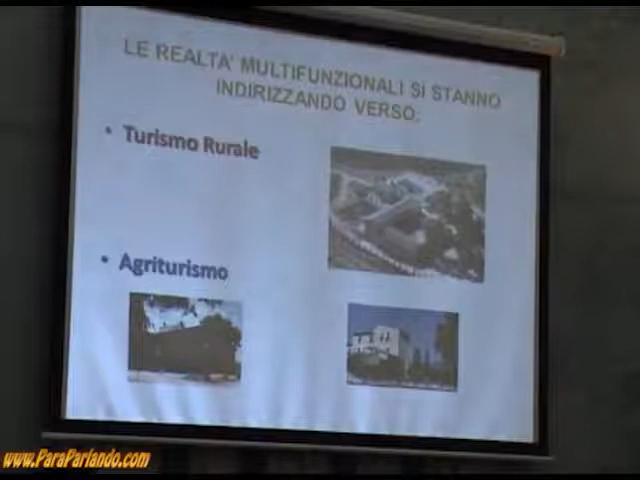 LE REALTA' MULTIFUNZIONALI SI STANNO
INDIRIZZANDO VERSO:
• Turismo Rurale
• Agriturismo
www.ParaParlando.com